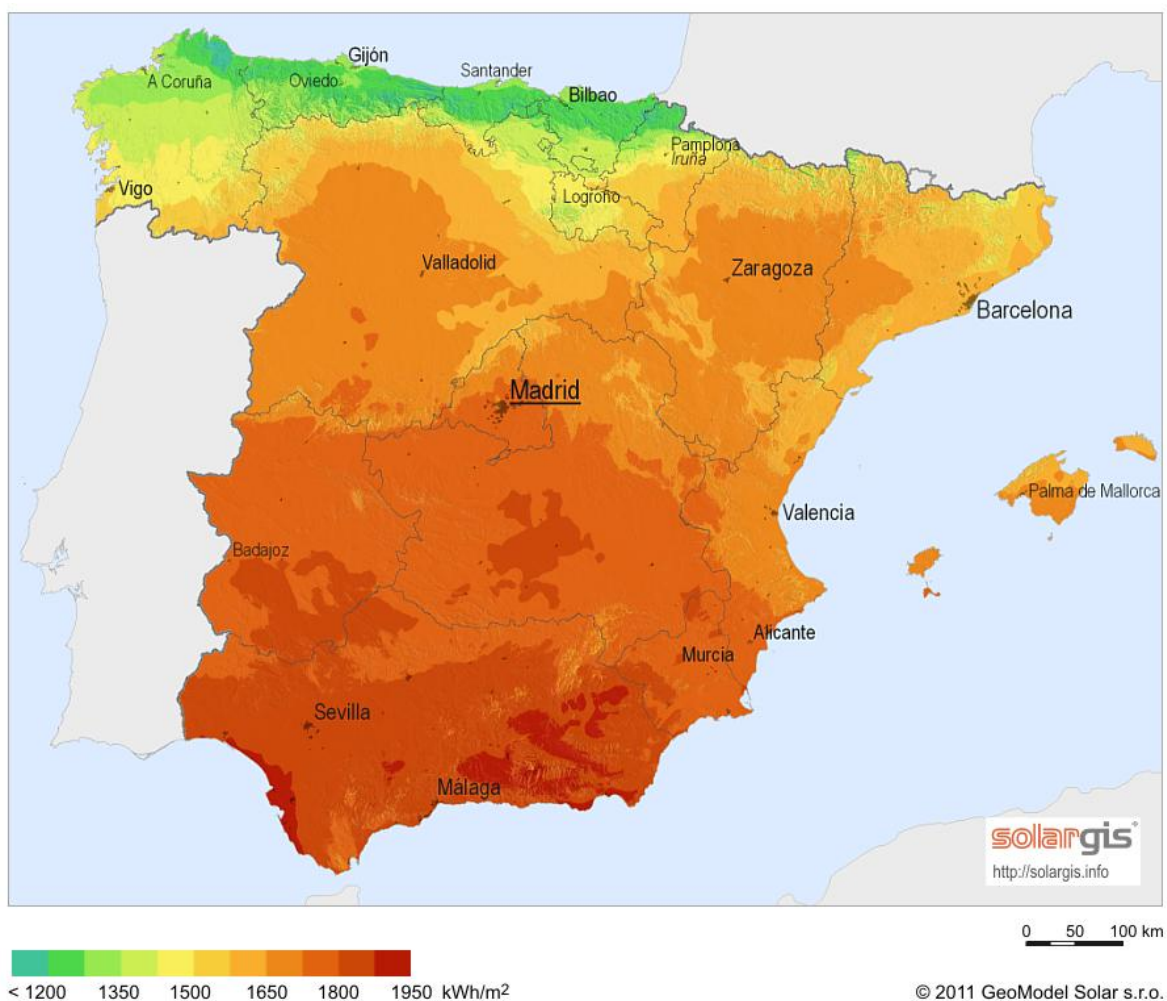 Gijón
Santander
A Coruña
Oviedo
Bilbao
Pamplona
Iruña
Vigo
Logroño
Valladolid
Zaragoza
Barcelona
Madrid
Palma de Mallorca
Valencia
Badajoz
Alicante
Murcia
Sevilla
Málaga
solargis
http://solargis.info
0 50 100 km
< 1200 1350 1500 1650 1800 1950 kWh/m2
© 2011 GeoModel Solar s.r.o.